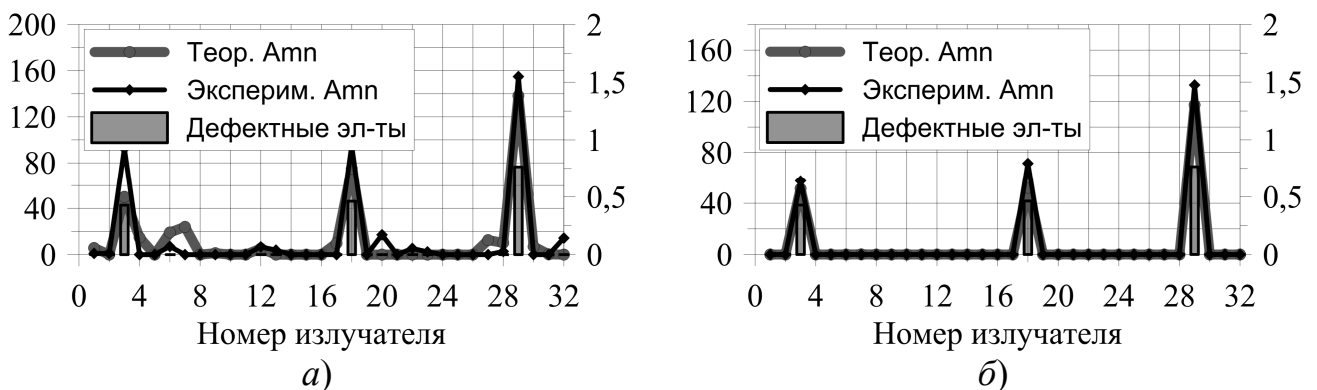 200
160
120
80
40
0
2
1,5
1
0,5
0
Теор. Amn
Эксперим. Amn
Дефектные эл-ты
0 4 8 12 16 20 24 28 32
Номер излучателя
а)
160
120
80
40
0
2
1,5
1
0,5
0
Теор. Amn
Эксперим. Amn
Дефектные эл-ты
0 4 8 12 16 20 24 28 32
Номер излучателя
б)